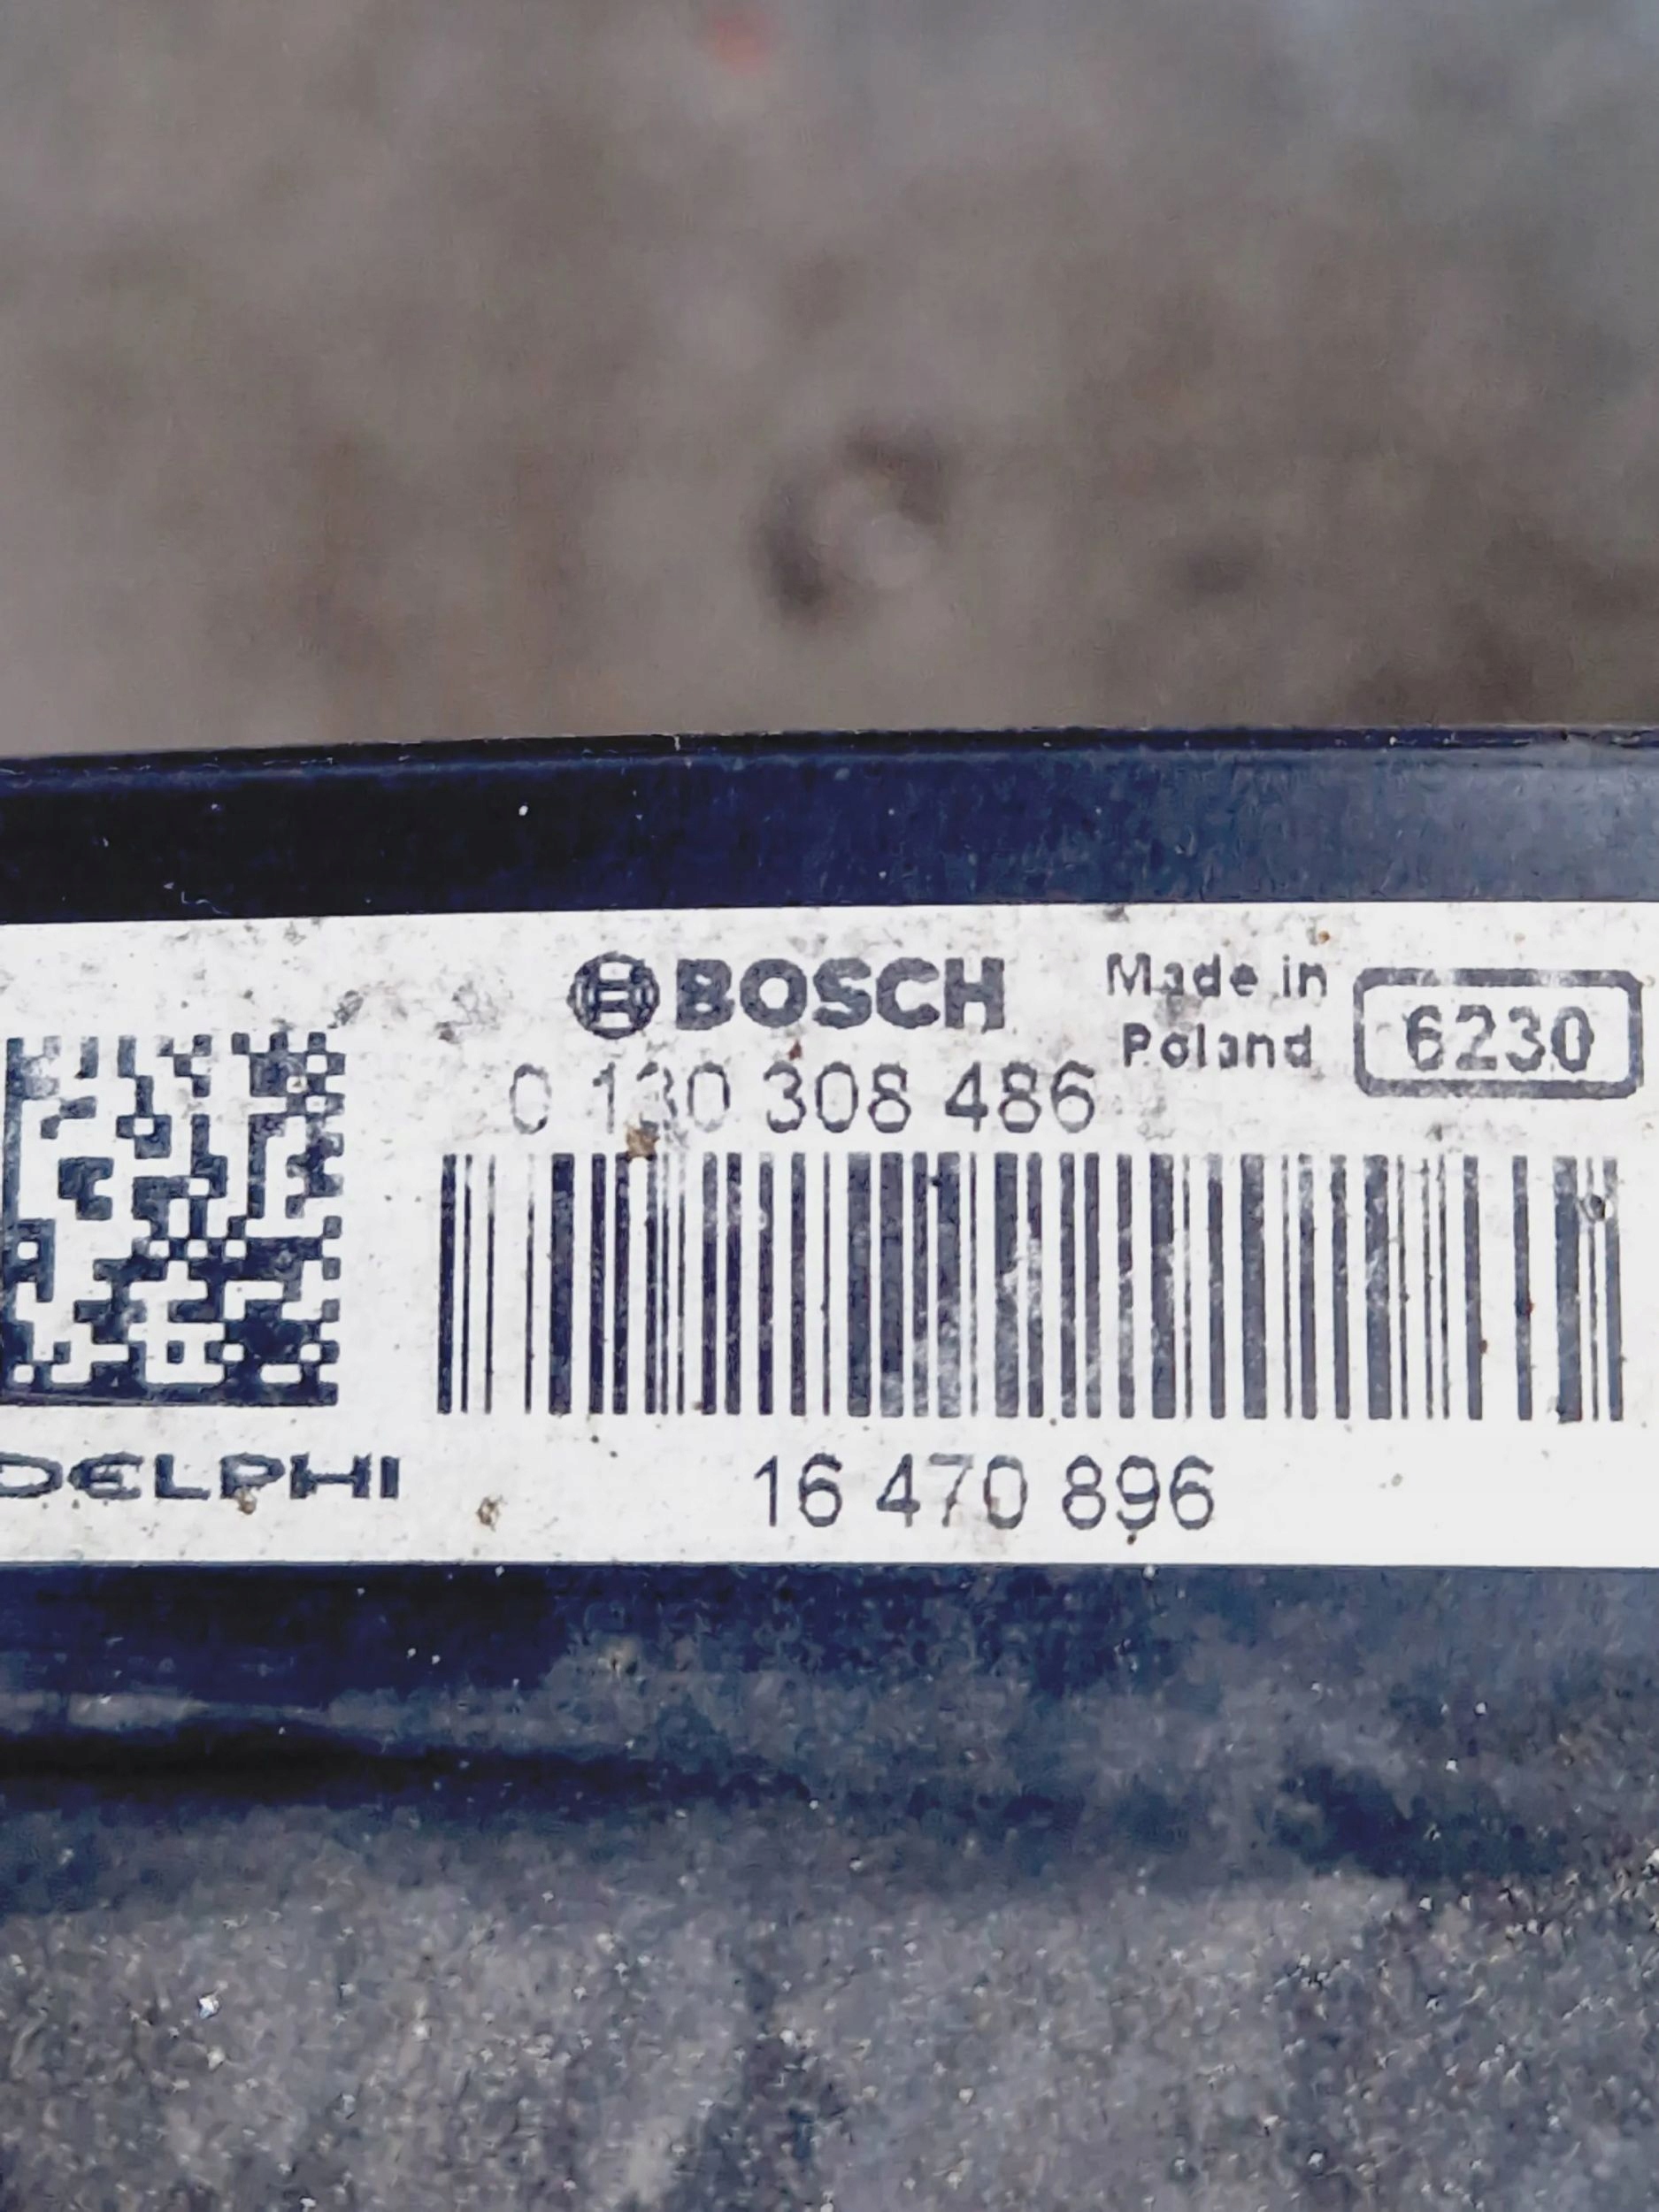 BOSCH
Made in
Poland
6230
0 130 308 486
DELPHI
16 470 896